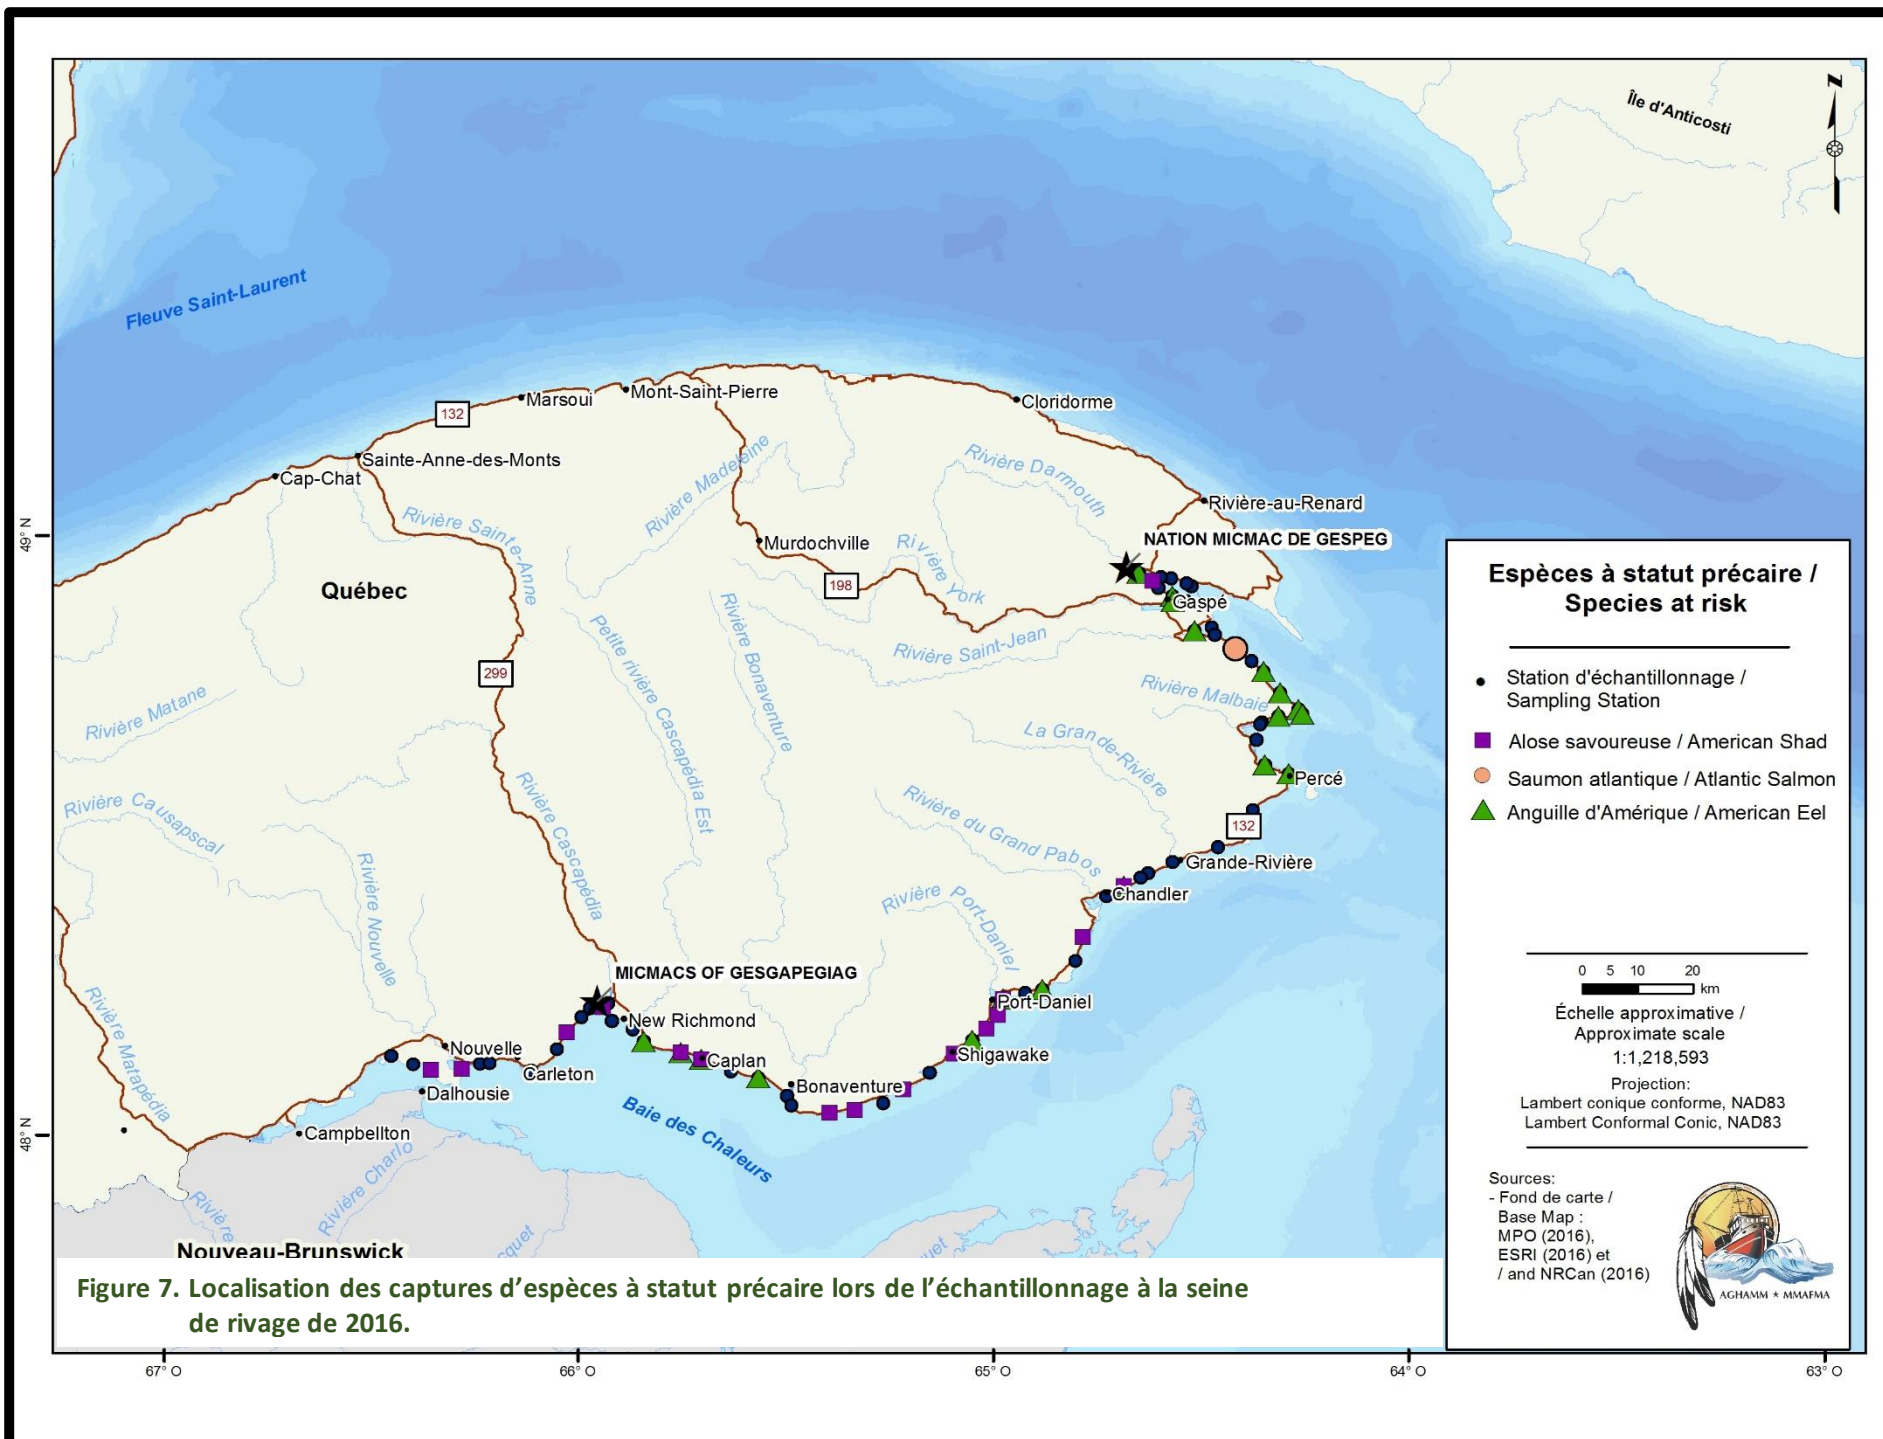 Île d'Anticosti
N
Fleuve Saint-Laurent
Marsoui
Mont-Saint-Pierre
Cloridorme
132
Sainte-Anne-des-Monts
Cap-Chat
Rivière Madeleine
Rivière Darmouth
Rivière-au-Renard
Rivière Sainte-Anne
49° N
Murdochville
Rivière York
NATION MICMAC DE GESPEG
Québec
198
Gaspé
Petite rivière Cascapédia Est
Rivière Bonaventure
Rivière Saint-Jean
299
Rivière Malbaie
Rivière Matane
La Grande-Rivière
Percé
Rivière Causapscal
Rivière Cascapédia
Rivière du Grand Pabos
132
Grande-Rivière
Rivière Nouvelle
Rivière Port-Daniel
Chandler
MICMACS OF GESGAPEGIAG
Port-Daniel
New Richmond
Rivière Matapédia
Nouvelle
Carleton
Caplan
Shigawake
Dalhousie
Bonaventure
Baie des Chaleurs
48° N
Campbellton
Rivière Charlo
Rivière
quet
uet
Nouveau-Brunswick
Espèces à statut précaire /
Species at risk
Station d'échantillonnage /
Sampling Station
Alose savoureuse / American Shad
Saumon atlantique / Atlantic Salmon
Anguille d'Amérique / American Eel
0 5 10 20
km
Échelle approximative /
Approximate scale
1:1,218,593
Projection:
Lambert conique conforme, NAD83
Lambert Conformal Conic, NAD83
Sources:
- Fond de carte /
Base Map :
MPO (2016),
ESRI (2016) et
/ and NRCan (2016)
AGHAMM ★ MMAFMA
Figure 7. Localisation des captures d’espèces à statut précaire lors de l’échantillonnage à la seine
de rivage de 2016.
67° O
66° O
65° O
64° O
63° O